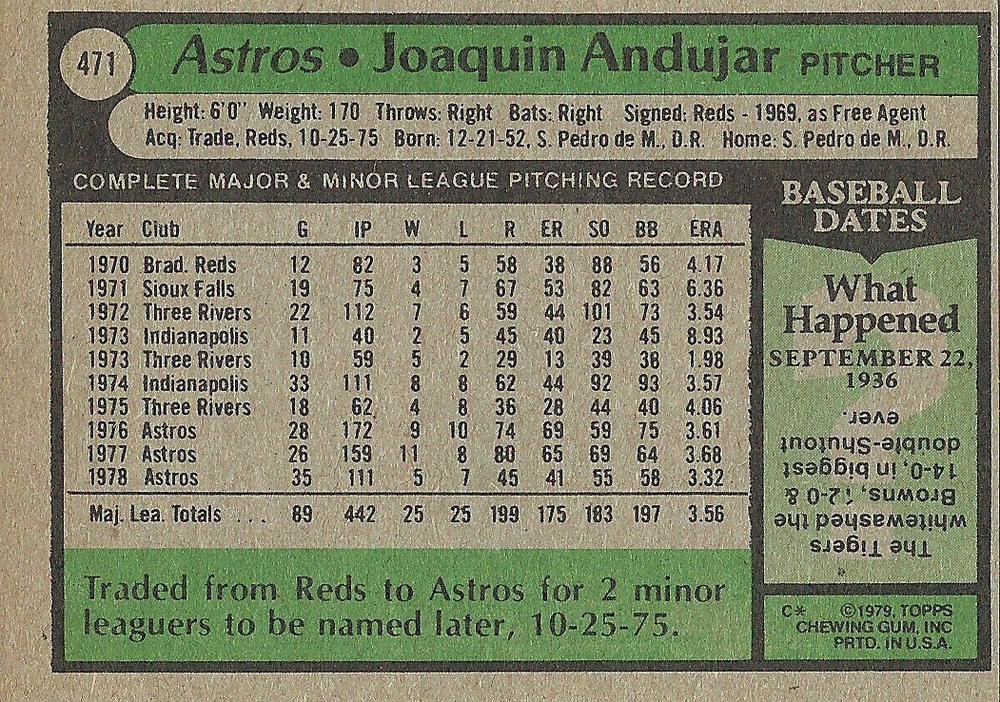 471
Astros • Joaquin Andujar PITCHER
Height: 6'0" Weight: 170 Throws: Right Bats: Right Signed: Reds - 1969, as Free Agent
Acq: Trade, Reds, 10-25-75 Born: 12-21-52, S. Pedro de M., D.R. Home: S. Pedro de M., D.R.
COMPLETE MAJOR & MINOR LEAGUE PITCHING RECORD
Year Club G IP W L R ER SO BB ERA
1970 Brad. Reds 12 82 3 5 58 38 88 56 4.17
1971 Sioux Falls 19 75 4 7 67 53 82 63 6.36
1972 Three Rivers 22 112 7 6 59 44 101 73 3.54
1973 Indianapolis 11 40 2 5 45 40 23 45 8.93
1973 Three Rivers 10 59 5 2 29 13 39 38 1.98
1974 Indianapolis 33 111 8 8 62 44 92 93 3.57
1975 Three Rivers 18 62 4 8 36 28 44 40 4.06
1976 Astros 28 172 9 10 74 69 59 75 3.61
1977 Astros 26 159 11 8 80 65 69 64 3.68
1978 Astros 35 111 5 7 45 41 55 58 3.32
Maj. Lea. Totals ... 89 442 25 25 199 175 183 197 3.56
Traded from Reds to Astros for 2 minor
leaguers to be named later, 10-25-75.
BASEBALL
DATES
What
Happened
SEPTEMBER 22,
1936
The Tigers
whitewashed the
Browns, 12-0 &
14-0, in biggest
double-Shutout
ever.
C* ©1979, TOPPS
CHEWING GUM, INC
PRTD. IN U.S.A.